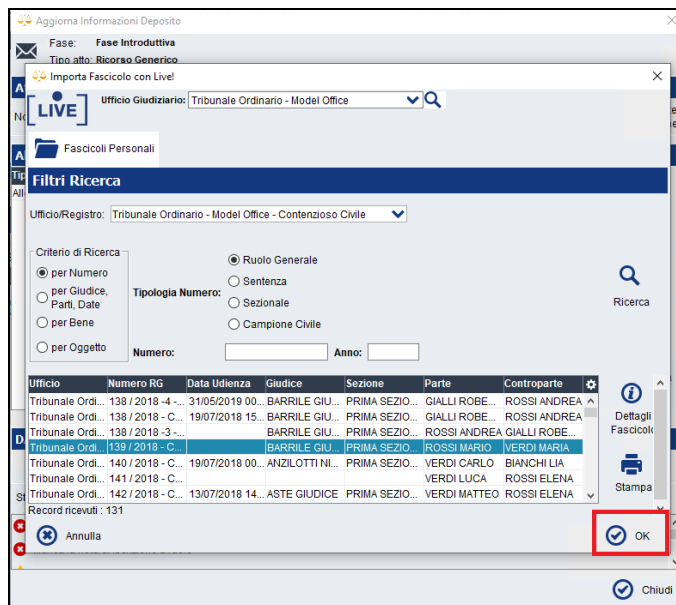 Aggiorna Informazioni Deposito
Fase: Fase Introduttiva
Tipo atto: Ricorso Generico
Importa Fascicolo con Live!
LIVE
Ufficio Giudiziario: Tribunale Ordinario - Model Office
Fascicoli Personali
Filtri Ricerca
Ufficio/Registro: Tribunale Ordinario - Model Office - Contenzioso Civile
Criterio di Ricerca
per Numero
per Giudice, Parti, Date
per Bene
per Oggetto
Tipologia Numero:
Ruolo Generale
Sentenza
Sezionale
Campione Civile
Numero: Anno:
Ricerca
Ufficio Numero RG Data Udienza Giudice Sezione Parte Controparte
Tribunale Ordi... 138 / 2018 -4 -... 31/05/2019 00... BARRILE GIU... PRIMA SEZIO... GIALLI ROBE... ROSSI ANDREA
Tribunale Ordi... 138 / 2018 - C... 19/07/2018 15... BARRILE GIU... PRIMA SEZIO... GIALLI ROBE... ROSSI ANDREA
Tribunale Ordi... 138 / 2018 -3 -... BARRILE GIU... PRIMA SEZIO... ROSSI ANDREA GIALLI ROBE...
Tribunale Ordi... 139 / 2018 - C... BARRILE GIU... PRIMA SEZIO... ROSSI MARIO VERDI MARIA
Tribunale Ordi... 140 / 2018 - C... 19/07/2018 00... ANZILOTTI NI... PRIMA SEZIO... VERDI CARLO BIANCHI LIA
Tribunale Ordi... 141 / 2018 - C... VERDI LUCA ROSSI ELENA
Tribunale Ordi... 142 / 2018 - C... 13/07/2018 14... ASTE GIUDICE PRIMA SEZIO... VERDI MATTEO ROSSI ELENA
Dettagli
Stampa
Record ricevuti : 131
Annulla
OK
Chiudi